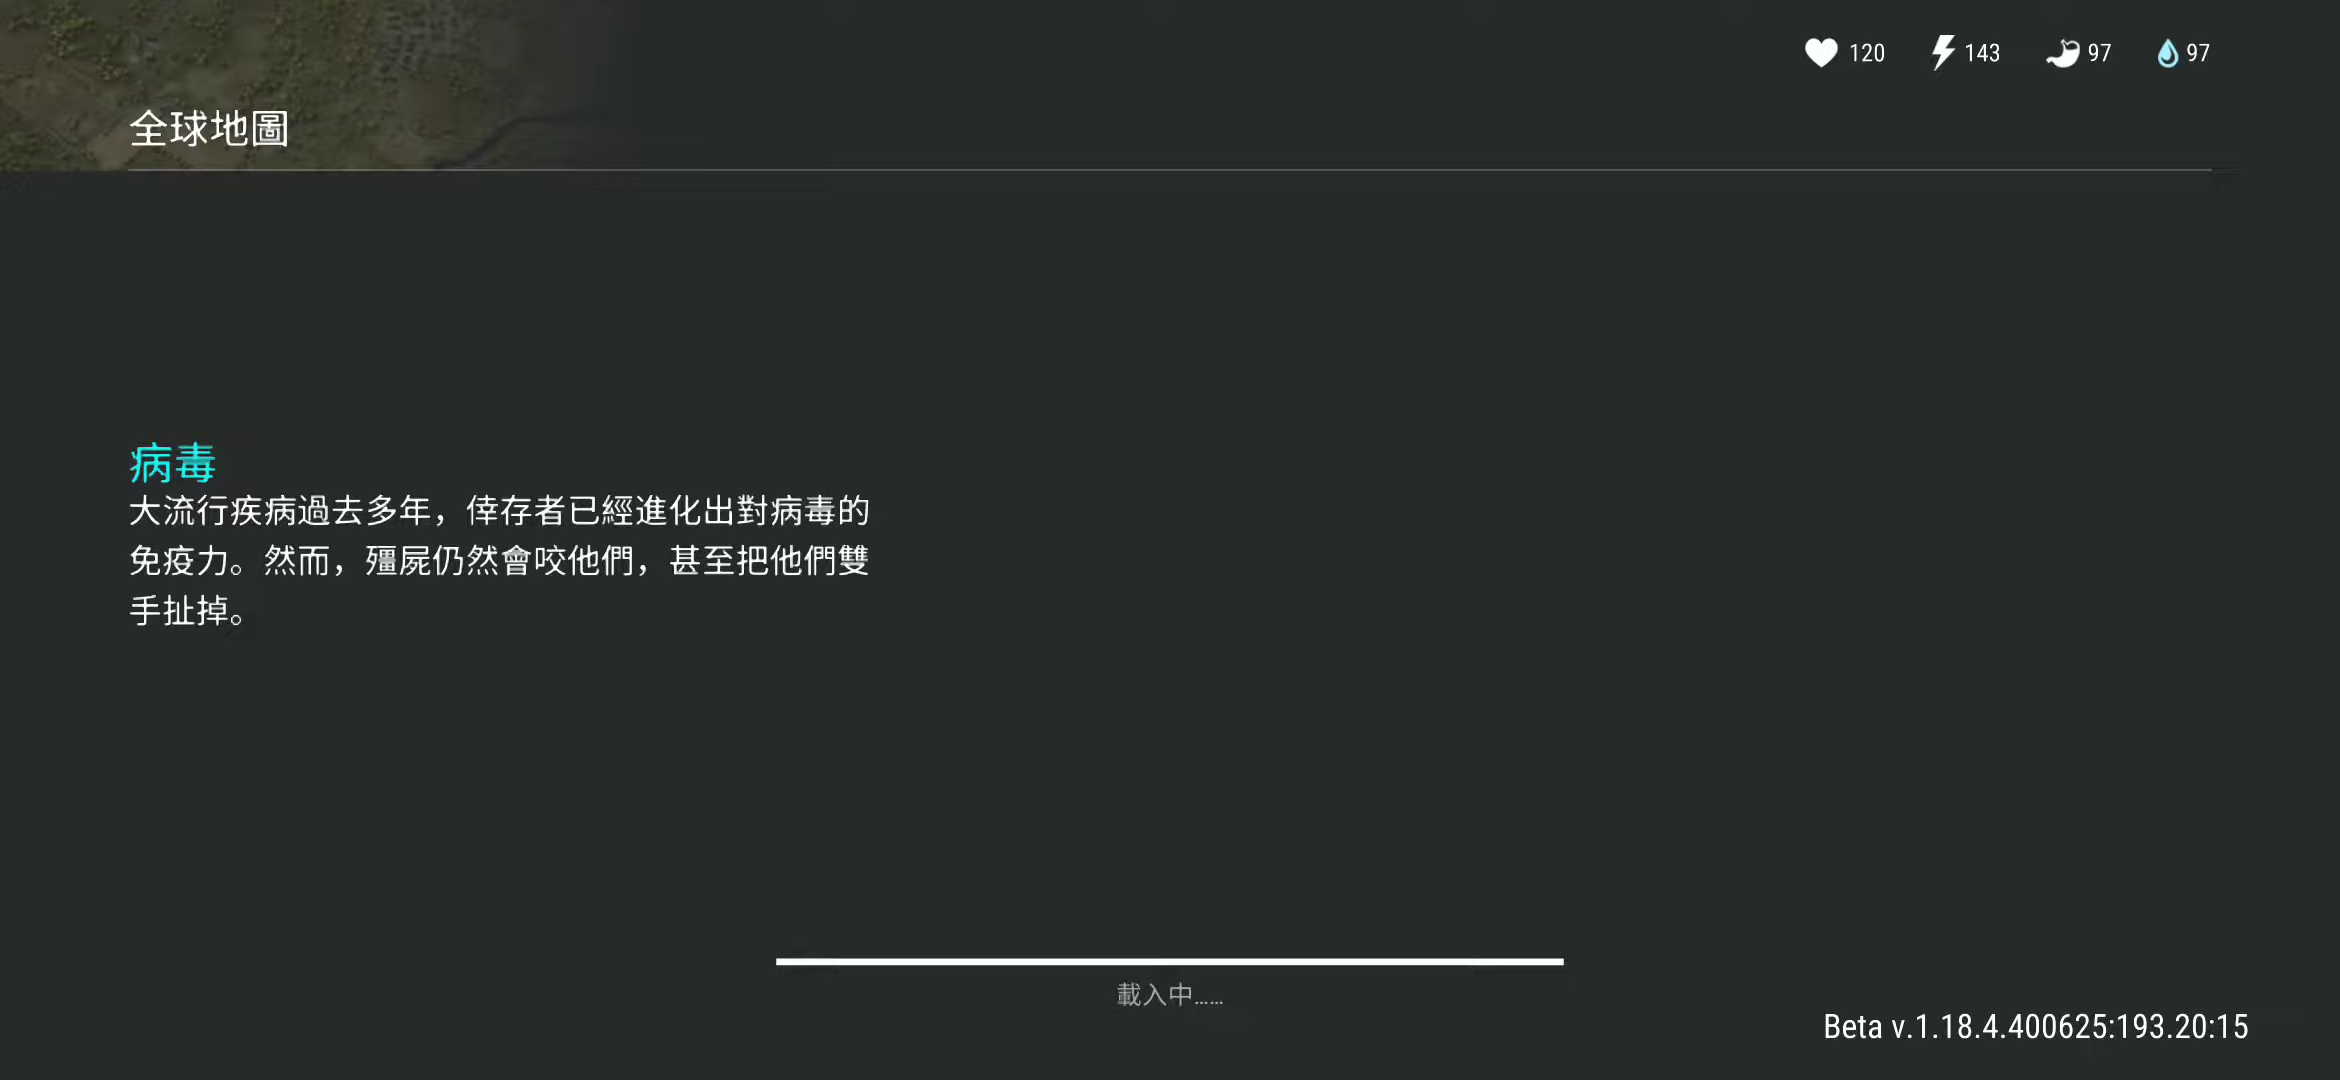 120 143 97 97
全球地圖
病毒
大流行疾病過去多年，倖存者已經進化出對病毒的
免疫力。然而，殭屍仍然會咬他們，甚至把他們雙
手扯掉。
載入中……
Beta v.1.18.4.400625:193.20:15